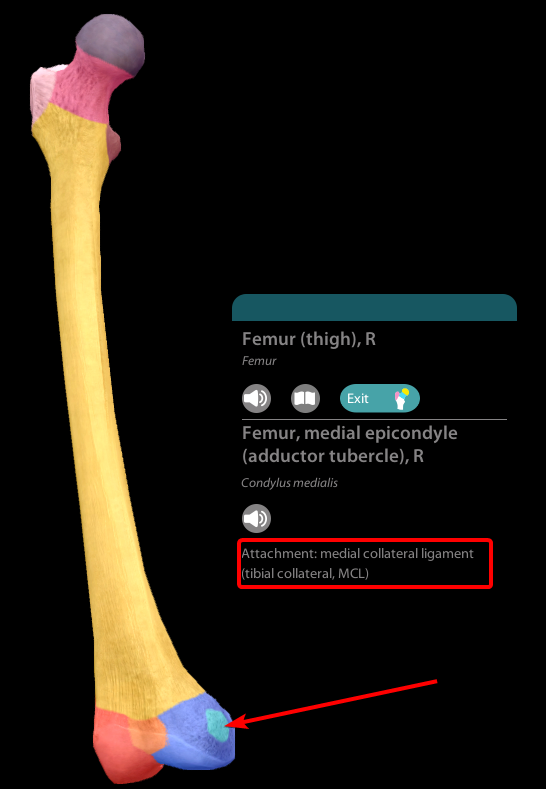 Femur (thigh), R
Femur
Exit
Femur, medial epicondyle
(adductor tubercle), R
Condylus medialis
Attachment: medial collateral ligament
(tibial collateral, MCL)